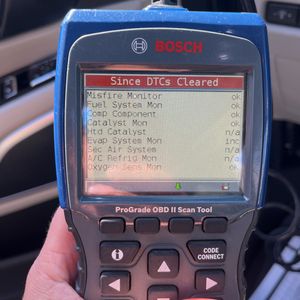 BOSCH
Since DTCs Cleared
Misfire Monitor ok
Fuel System Mon ok
Comp Component ok
Catalyst Mon ok
Htd Catalyst n/a
Evap System Mon inc
Sec Air System n/a
A/C Refrig Mon n/a
Oxygen Sens Mon ok
ProGrade OBD II Scan Tool
i
CODE
CONNECT